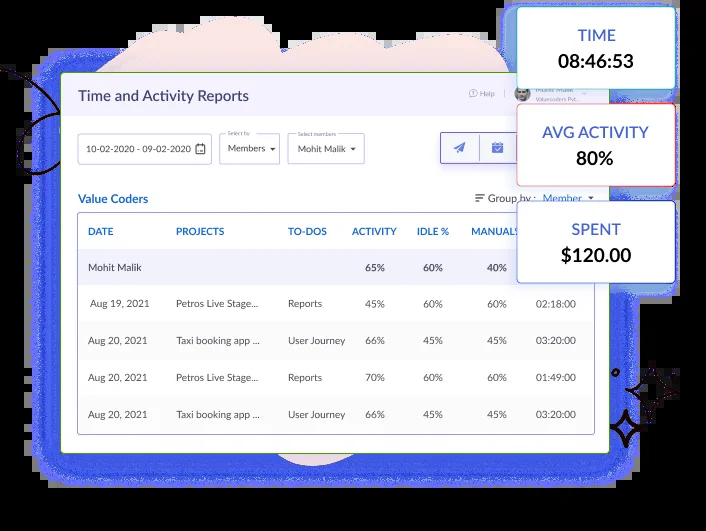 TIME
08:46:53
Time and Activity Reports
Help
Valuecoders Pvt..
AVG ACTIVITY
80%
Select by
Select members
10-02-2020 - 09-02-2020
Members
Mohit Malik
Value Coders
Group by : Member
SPENT
$120.00
DATE PROJECTS TO-DOS ACTIVITY IDLE % MANUAL
Mohit Malik 65% 60% 40%
Aug 19, 2021 Petros Live Stage... Reports 45% 60% 60% 02:18:00
Aug 20, 2021 Taxi booking app ... User Journey 66% 45% 45% 03:20:00
Aug 20, 2021 Petros Live Stage... Reports 70% 60% 60% 01:49:00
Aug 20, 2021 Taxi booking app ... User Journey 66% 45% 45% 03:20:00